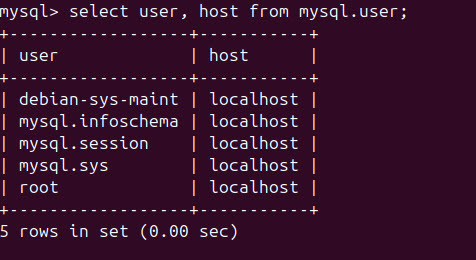 mysql> select user, host from mysql.user;
+------------------+-----------+
| user             | host      |
+------------------+-----------+
| debian-sys-maint | localhost |
| mysql.infoschema | localhost |
| mysql.session    | localhost |
| mysql.sys        | localhost |
| root             | localhost |
+------------------+-----------+
5 rows in set (0.00 sec)